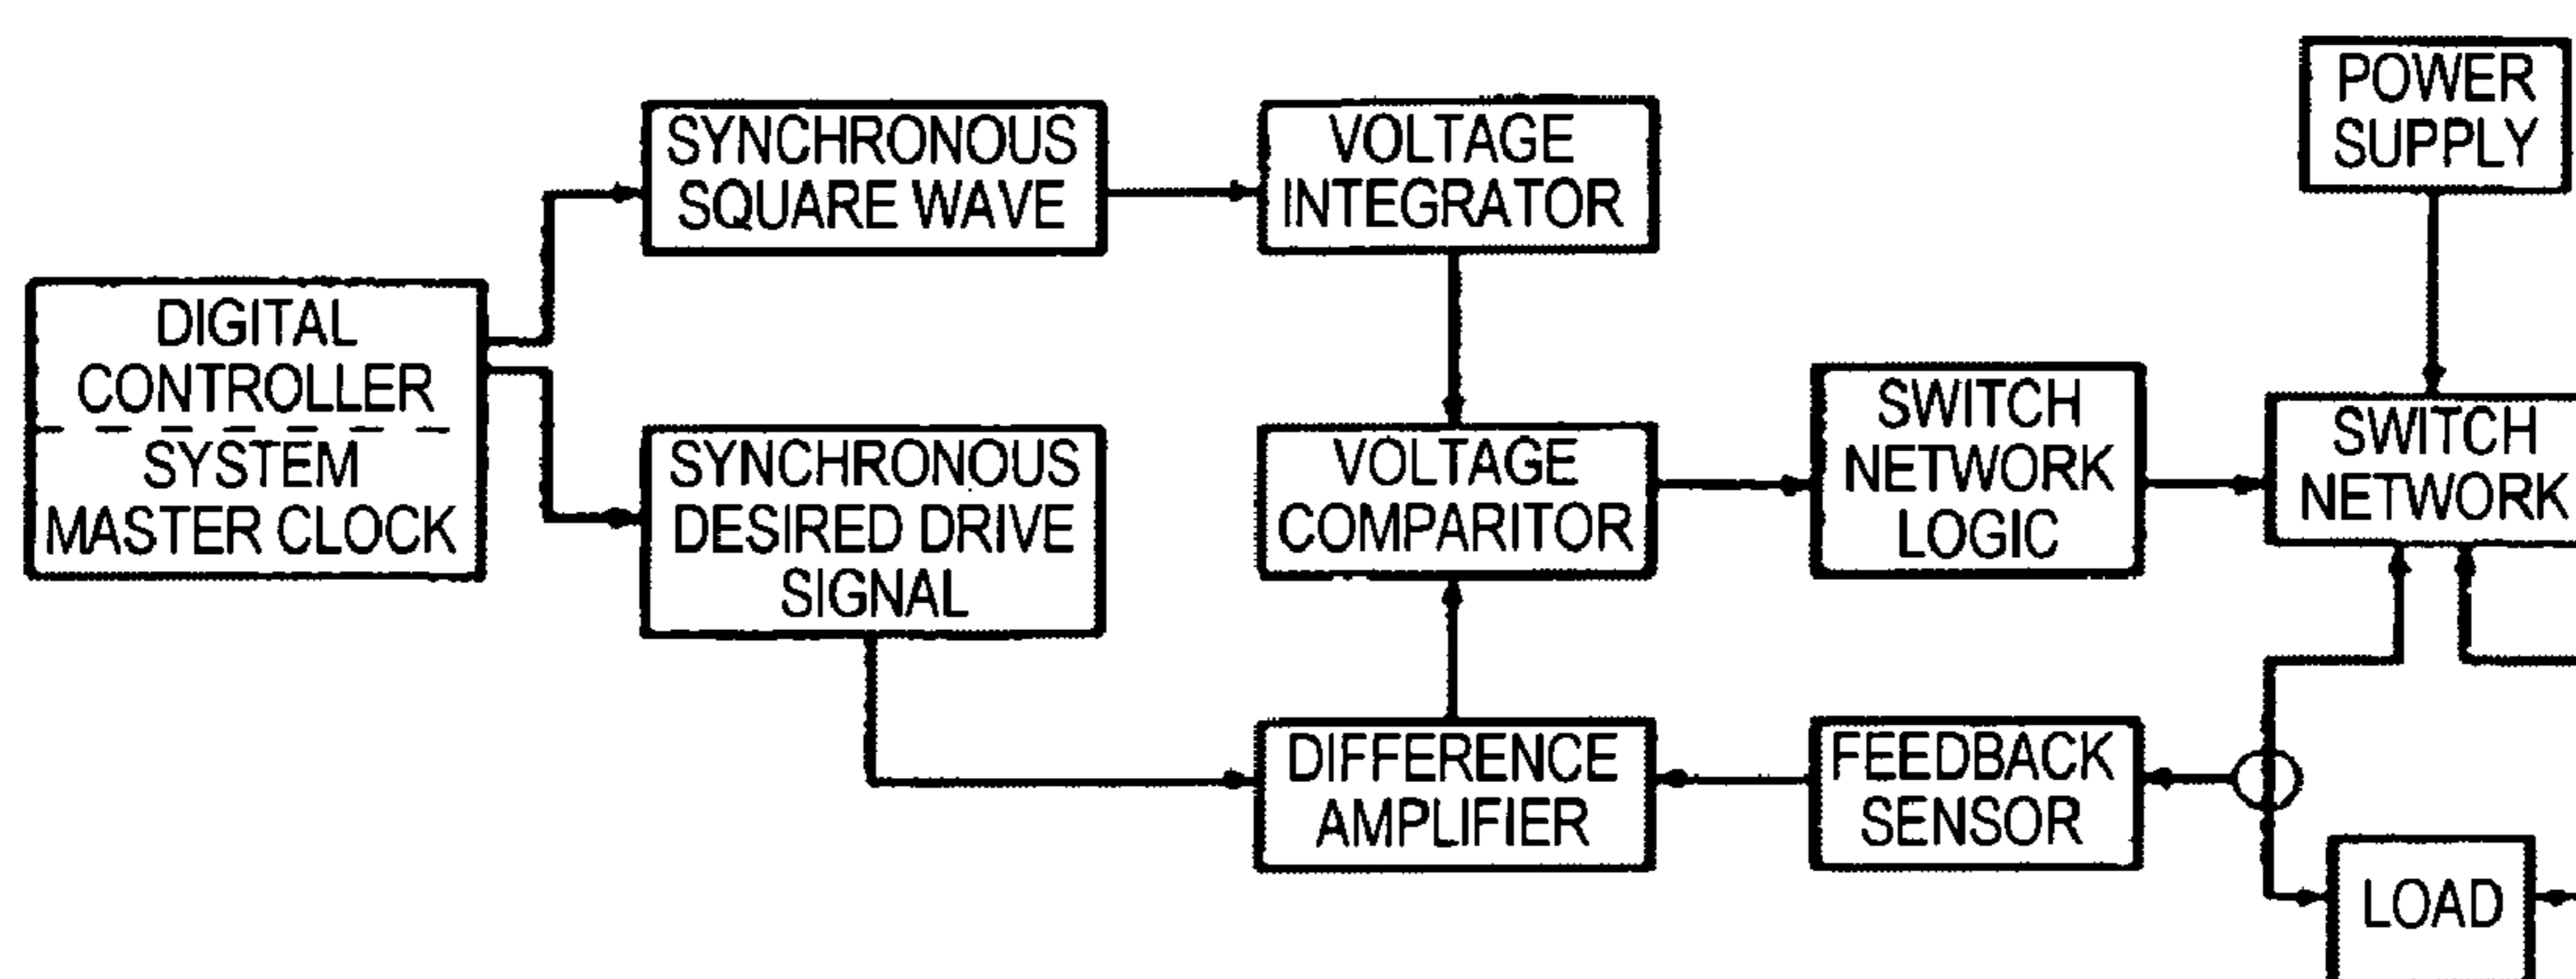 DIGITAL
CONTROLLER
SYSTEM
MASTER CLOCK
SYNCHRONOUS
SQUARE WAVE
VOLTAGE
INTEGRATOR
POWER
SUPPLY
SYNCHRONOUS
DESIRED DRIVE
SIGNAL
VOLTAGE
COMPARITOR
SWITCH
NETWORK
LOGIC
SWITCH
NETWORK
DIFFERENCE
AMPLIFIER
FEEDBACK
SENSOR
LOAD